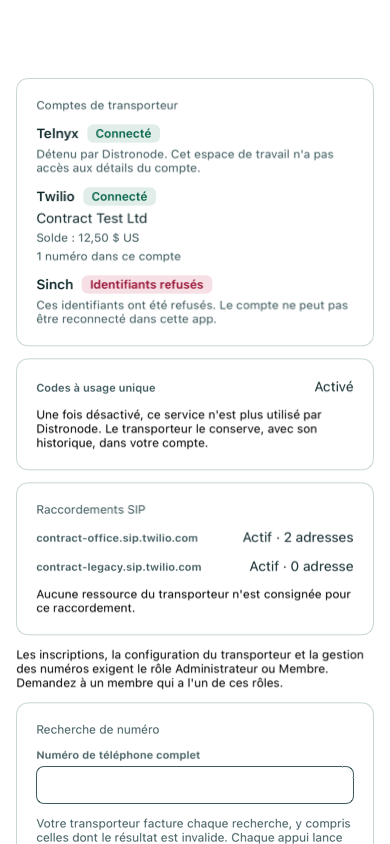 Comptes de transporteur
Telnyx Connecté
Détenu par Distronode. Cet espace de travail n'a pas
accès aux détails du compte.
Twilio Connecté
Contract Test Ltd
Solde : 12,50 $ US
1 numéro dans ce compte
Sinch Identifiants refusés
Ces identifiants ont été refusés. Le compte ne peut pas
être reconnecté dans cette app.
Codes à usage unique Activé
Une fois désactivé, ce service n'est plus utilisé par
Distronode. Le transporteur le conserve, avec son
historique, dans votre compte.
Raccordements SIP
contract-office.sip.twilio.com Actif · 2 adresses
contract-legacy.sip.twilio.com Actif · 0 adresse
Aucune ressource du transporteur n'est consignée pour
ce raccordement.
Les inscriptions, la configuration du transporteur et la gestion
des numéros exigent le rôle Administrateur ou Membre.
Demandez à un membre qui a l'un de ces rôles.
Recherche de numéro
Numéro de téléphone complet
Votre transporteur facture chaque recherche, y compris
celles dont le résultat est invalide. Chaque appui lance